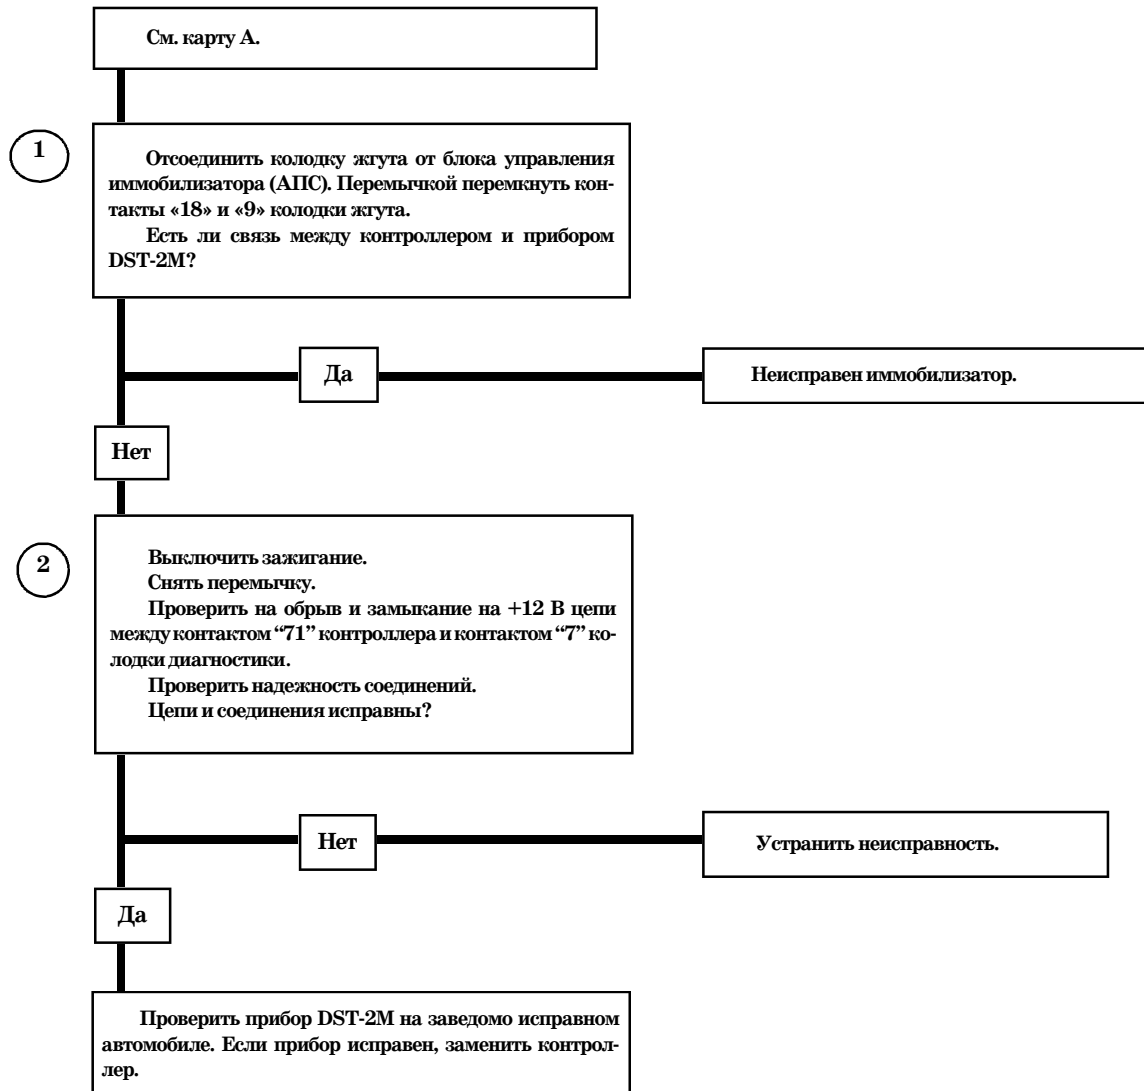 См. карту А.
1
Отсоединить колодку жгута от блока управления
иммобилизатора (АПС). Перемычкой перемкнуть кон-
такты «18» и «9» колодки жгута.
Есть ли связь между контроллером и прибором
DST-2M?
Да
Неисправен иммобилизатор.
Нет
2
Выключить зажигание.
Снять перемычку.
Проверить на обрыв и замыкание на +12 В цепи
между контактом “71” контроллера и контактом “7” ко-
лодки диагностики.
Проверить надежность соединений.
Цепи и соединения исправны?
Нет
Устранить неисправность.
Да
Проверить прибор DST-2M на заведомо исправном
автомобиле. Если прибор исправен, заменить контрол-
лер.